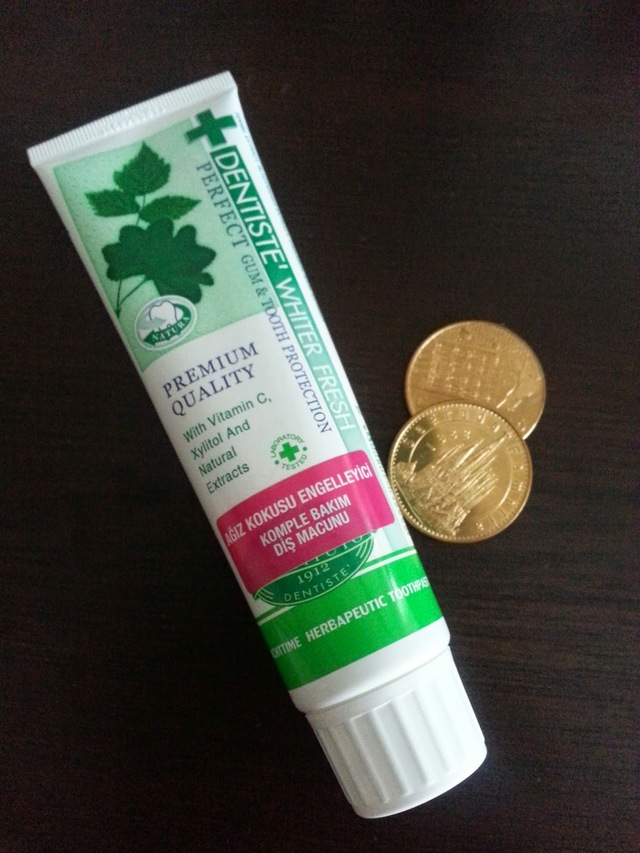 DENTISTE' WHITER FRESH
PERFECT GUM & TOOTH PROTECTION
NATURA
PREMIUM
QUALITY
With Vitamin C,
Xylitol And
Natural
Extracts
LABORATORY
TESTED
AĞIZ KOKUSU ENGELLEYİCİ
KOMPLE BAKIM
DİŞ MACUNU
1912
DENTISTE'
HERBAPEUTIC